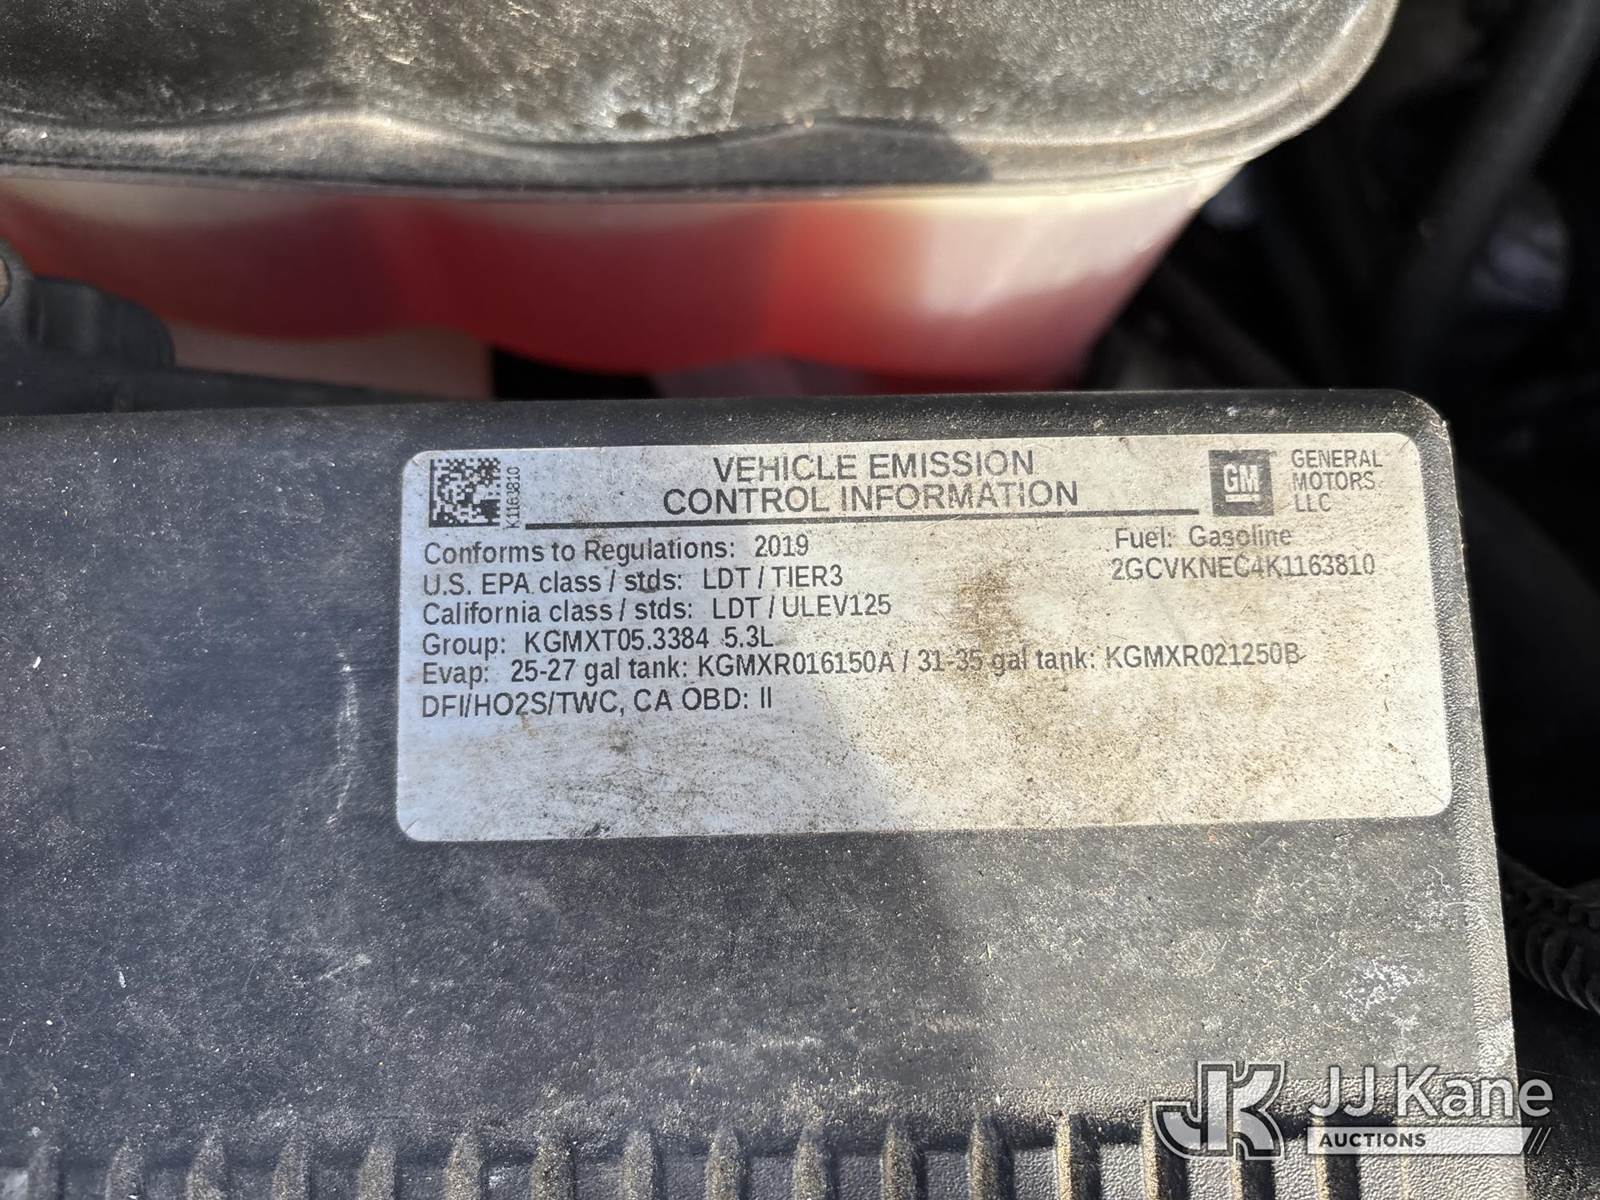 K1163810
VEHICLE EMISSION
CONTROL INFORMATION
GM
GENERAL
MOTORS
LLC
Conforms to Regulations: 2019
Fuel: Gasoline
U.S. EPA class / stds: LDT / TIER3
2GCVKNEC4K1163810
California class / stds: LDT / ULEV125
Group: KGMXT05.3384 5.3L
Evap: 25-27 gal tank: KGMXR016150A / 31-35 gal tank: KGMXR021250B
DFI/HO2S/TWC, CA OBD: II
JK JJ Kane
AUCTIONS